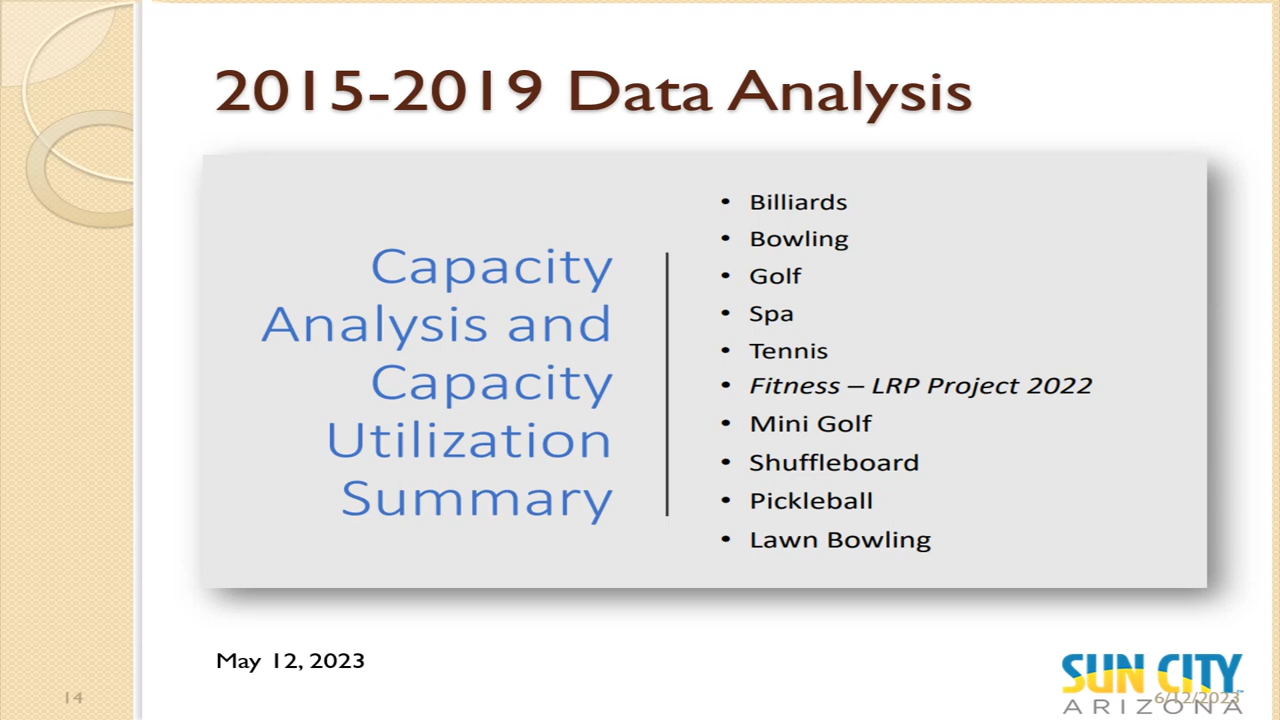 2015-2019 Data Analysis
Capacity
Analysis and
Capacity
Utilization
Summary
• Billiards
• Bowling
• Golf
• Spa
• Tennis
• Fitness – LRP Project 2022
• Mini Golf
• Shuffleboard
• Pickleball
• Lawn Bowling
May 12, 2023
14
SUN CITY™
6/12/2023
ARIZONA